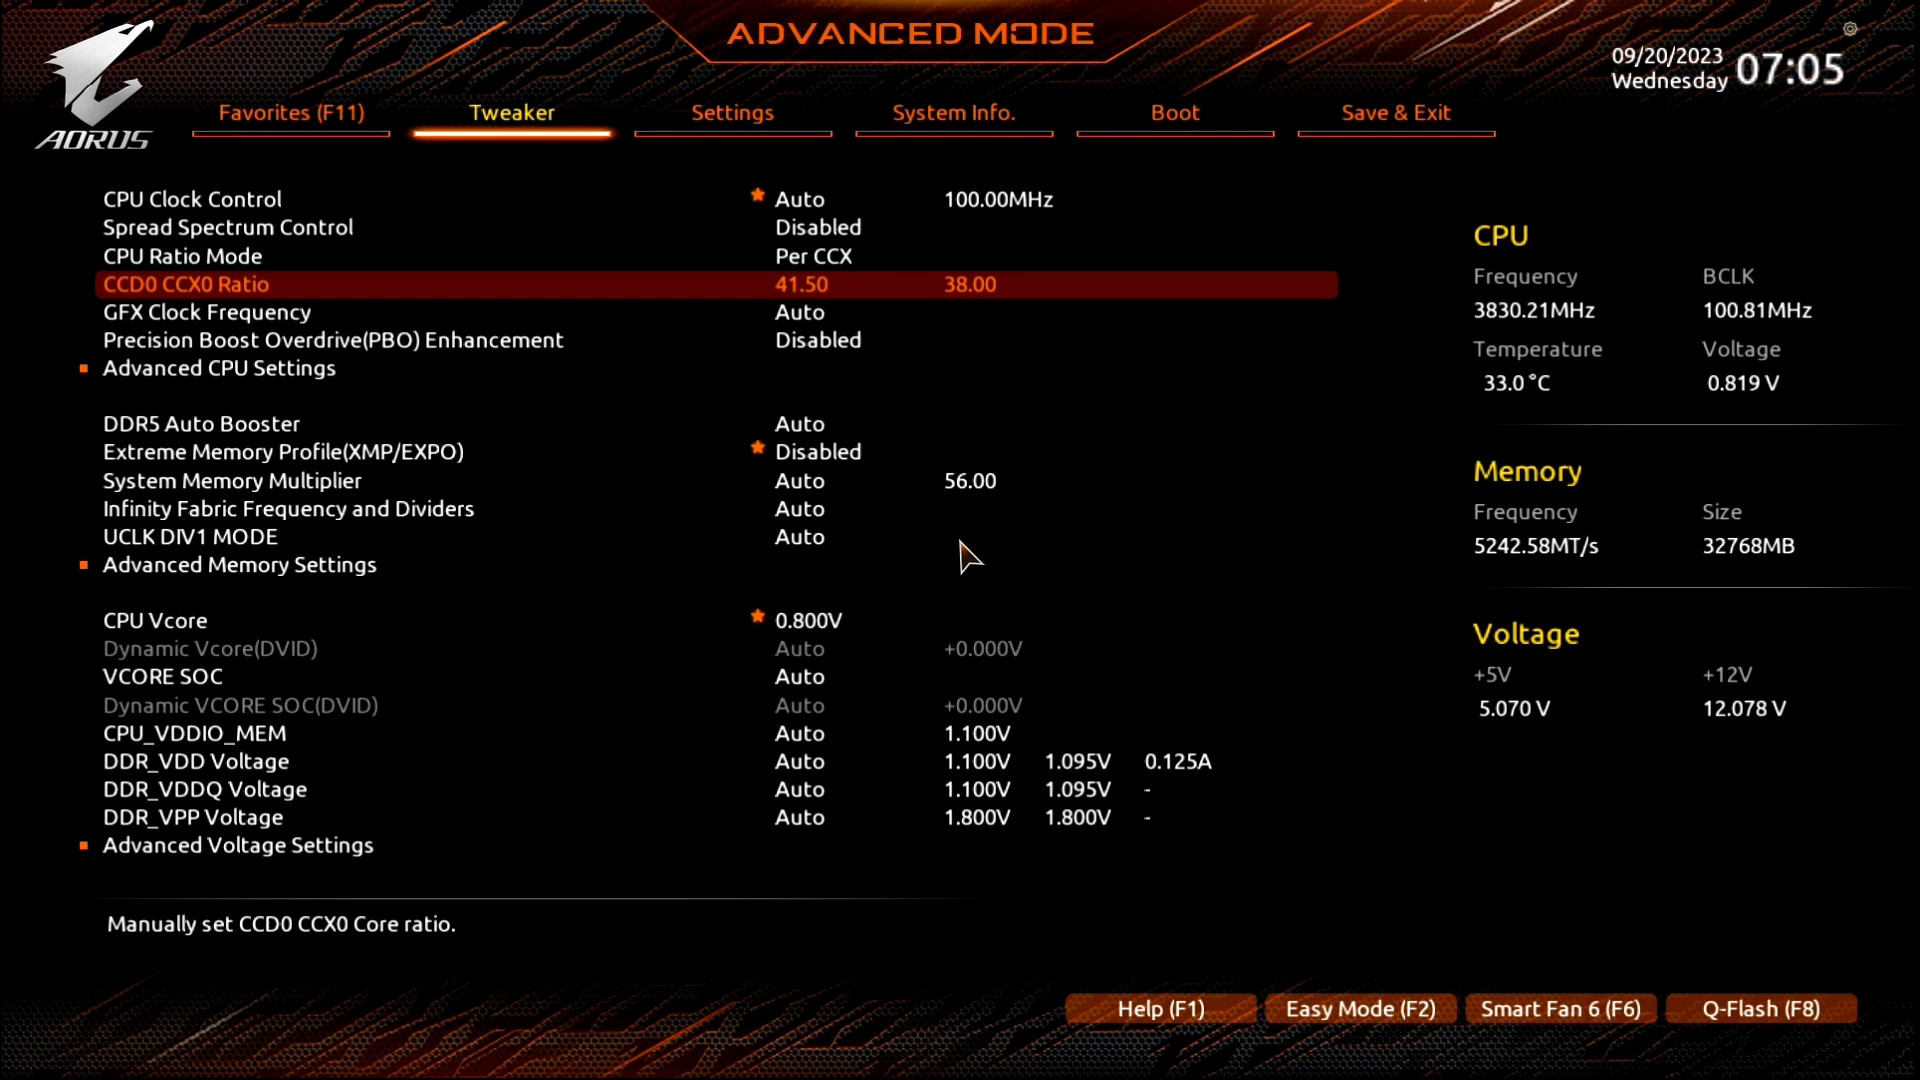 ADVANCED MODE
09/20/2023
Wednesday
07:05
AORUS
Favorites (F11) Tweaker Settings System Info. Boot Save & Exit
CPU Clock Control Auto 100.00MHz
Spread Spectrum Control Disabled
CPU Ratio Mode Per CCX
CCD0 CCX0 Ratio 41.50 38.00
GFX Clock Frequency Auto
Precision Boost Overdrive(PBO) Enhancement Disabled
Advanced CPU Settings
DDR5 Auto Booster Auto
Extreme Memory Profile(XMP/EXPO) Disabled
System Memory Multiplier Auto 56.00
Infinity Fabric Frequency and Dividers Auto
UCLK DIV1 MODE Auto
Advanced Memory Settings
CPU Vcore 0.800V
Dynamic Vcore(DVID) Auto +0.000V
VCORE SOC Auto
Dynamic VCORE SOC(DVID) Auto +0.000V
CPU_VDDIO_MEM Auto 1.100V
DDR_VDD Voltage Auto 1.100V 1.095V 0.125A
DDR_VDDQ Voltage Auto 1.100V 1.095V -
DDR_VPP Voltage Auto 1.800V 1.800V -
Advanced Voltage Settings
CPU
Frequency BCLK
3830.21MHz 100.81MHz
Temperature Voltage
33.0 °C 0.819 V
Memory
Frequency Size
5242.58MT/s 32768MB
Voltage
+5V +12V
5.070 V 12.078 V
Manually set CCD0 CCX0 Core ratio.
Help (F1) Easy Mode (F2) Smart Fan 6 (F6) Q-Flash (F8)